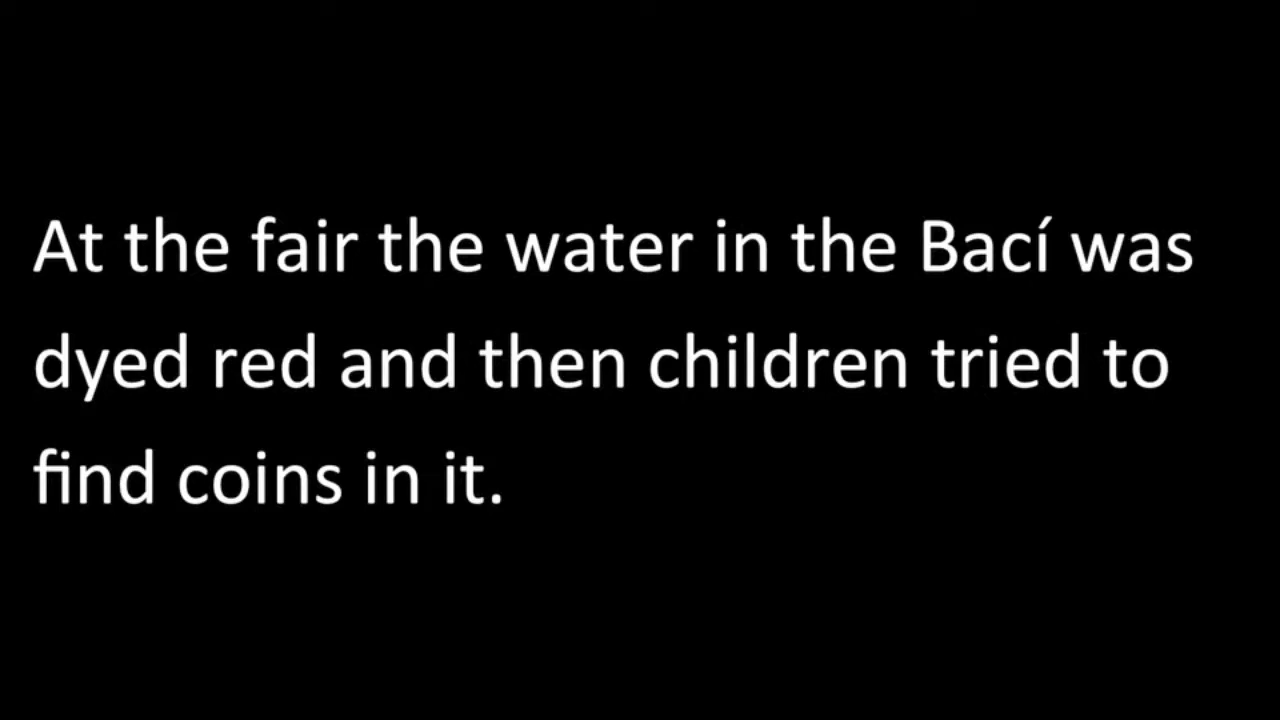 At the fair the water in the Bací was
dyed red and then children tried to
find coins in it.